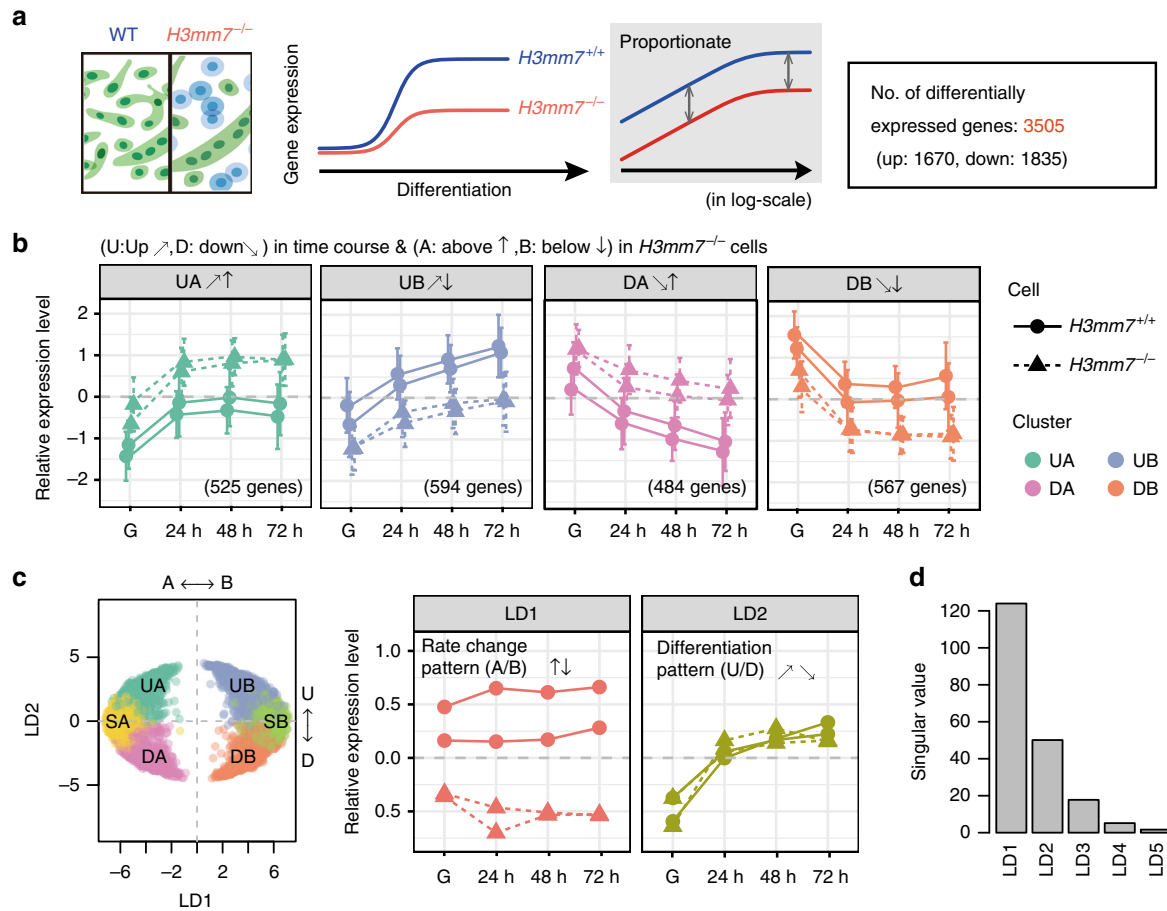 a
WT
H3mm7−/−
Gene expression
H3mm7+/+
H3mm7−/−
Differentiation
Proportionate
(in log-scale)
No. of differentially
expressed genes: 3505
(up: 1670, down: 1835)
b
(U:Up ↗,D: down↘) in time course & (A: above ↑,B: below ↓) in H3mm7−/− cells
Relative expression level
2
1
0
−1
−2
UA ↗↑
(525 genes)
G 24 h 48 h 72 h
UB ↗↓
(594 genes)
G 24 h 48 h 72 h
DA ↘↑
(484 genes)
G 24 h 48 h 72 h
DB ↘↓
(567 genes)
G 24 h 48 h 72 h
Cell
H3mm7+/+
H3mm7−/−
Cluster
UA UB
DA DB
c
A ⟷ B
LD2
5
0
−5
UA UB
SA SB
DA DB
U
↕
D
−6 −2 2 6
LD1
Relative expression level
1.0
0.5
0.0
0.5
LD1
Rate change
pattern (A/B) ↑↓
G 24 h 48 h 72 h
LD2
Differentiation
pattern (U/D) ↗ ↘
G 24 h 48 h 72 h
d
Singular value
120
100
80
60
40
20
0
LD1
LD2
LD3
LD4
LD5